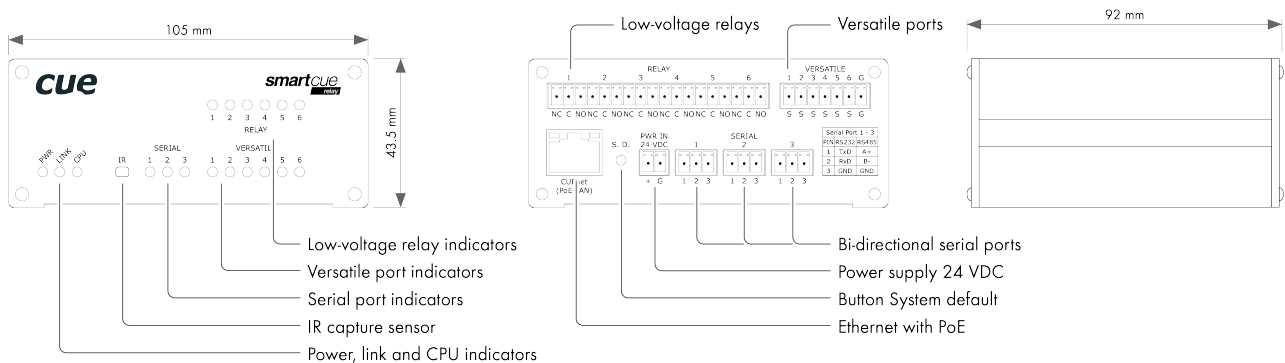 105 mm
cue
smartcue
relay
1 2 3 4 5 6
RELAY
PWR LINK CPU
IR
SERIAL
1 2 3
VERSATIL
1 2 3 4 5 6
43.5 mm
Low-voltage relay indicators
Versatile port indicators
Serial port indicators
IR capture sensor
Power, link and CPU indicators
Low-voltage relays
Versatile ports
RELAY
1 2 3 4 5 6
NC C NO NC C NO NC C NO NC C NO NC C NO NC C NO
VERSATILE
1 2 3 4 5 6 G
S S S S S S G
S. D.
PWR IN
24 VDC
+ G
SERIAL
1 2 3
1 2 3 1 2 3 1 2 3
(PoE AN)
Serial Port 1 - 3
PIN RS232 RS485
1 TxD A+
2 RxD B-
3 GND GND
Bi-directional serial ports
Power supply 24 VDC
Button System default
Ethernet with PoE
92 mm